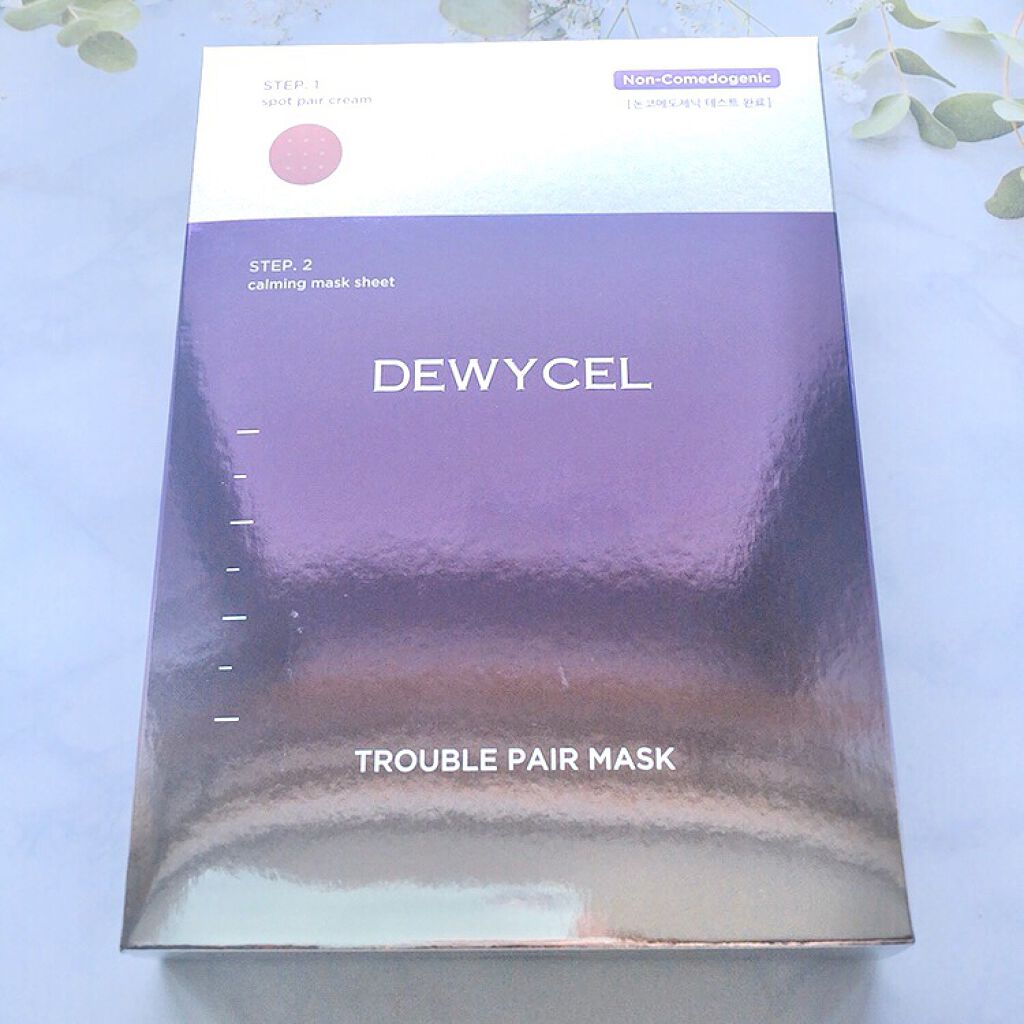 STEP. 1
spot pair cream
Non-Comedogenic
[논코메도제닉 테스트 완료]
STEP. 2
calming mask sheet
DEWYCEL
TROUBLE PAIR MASK